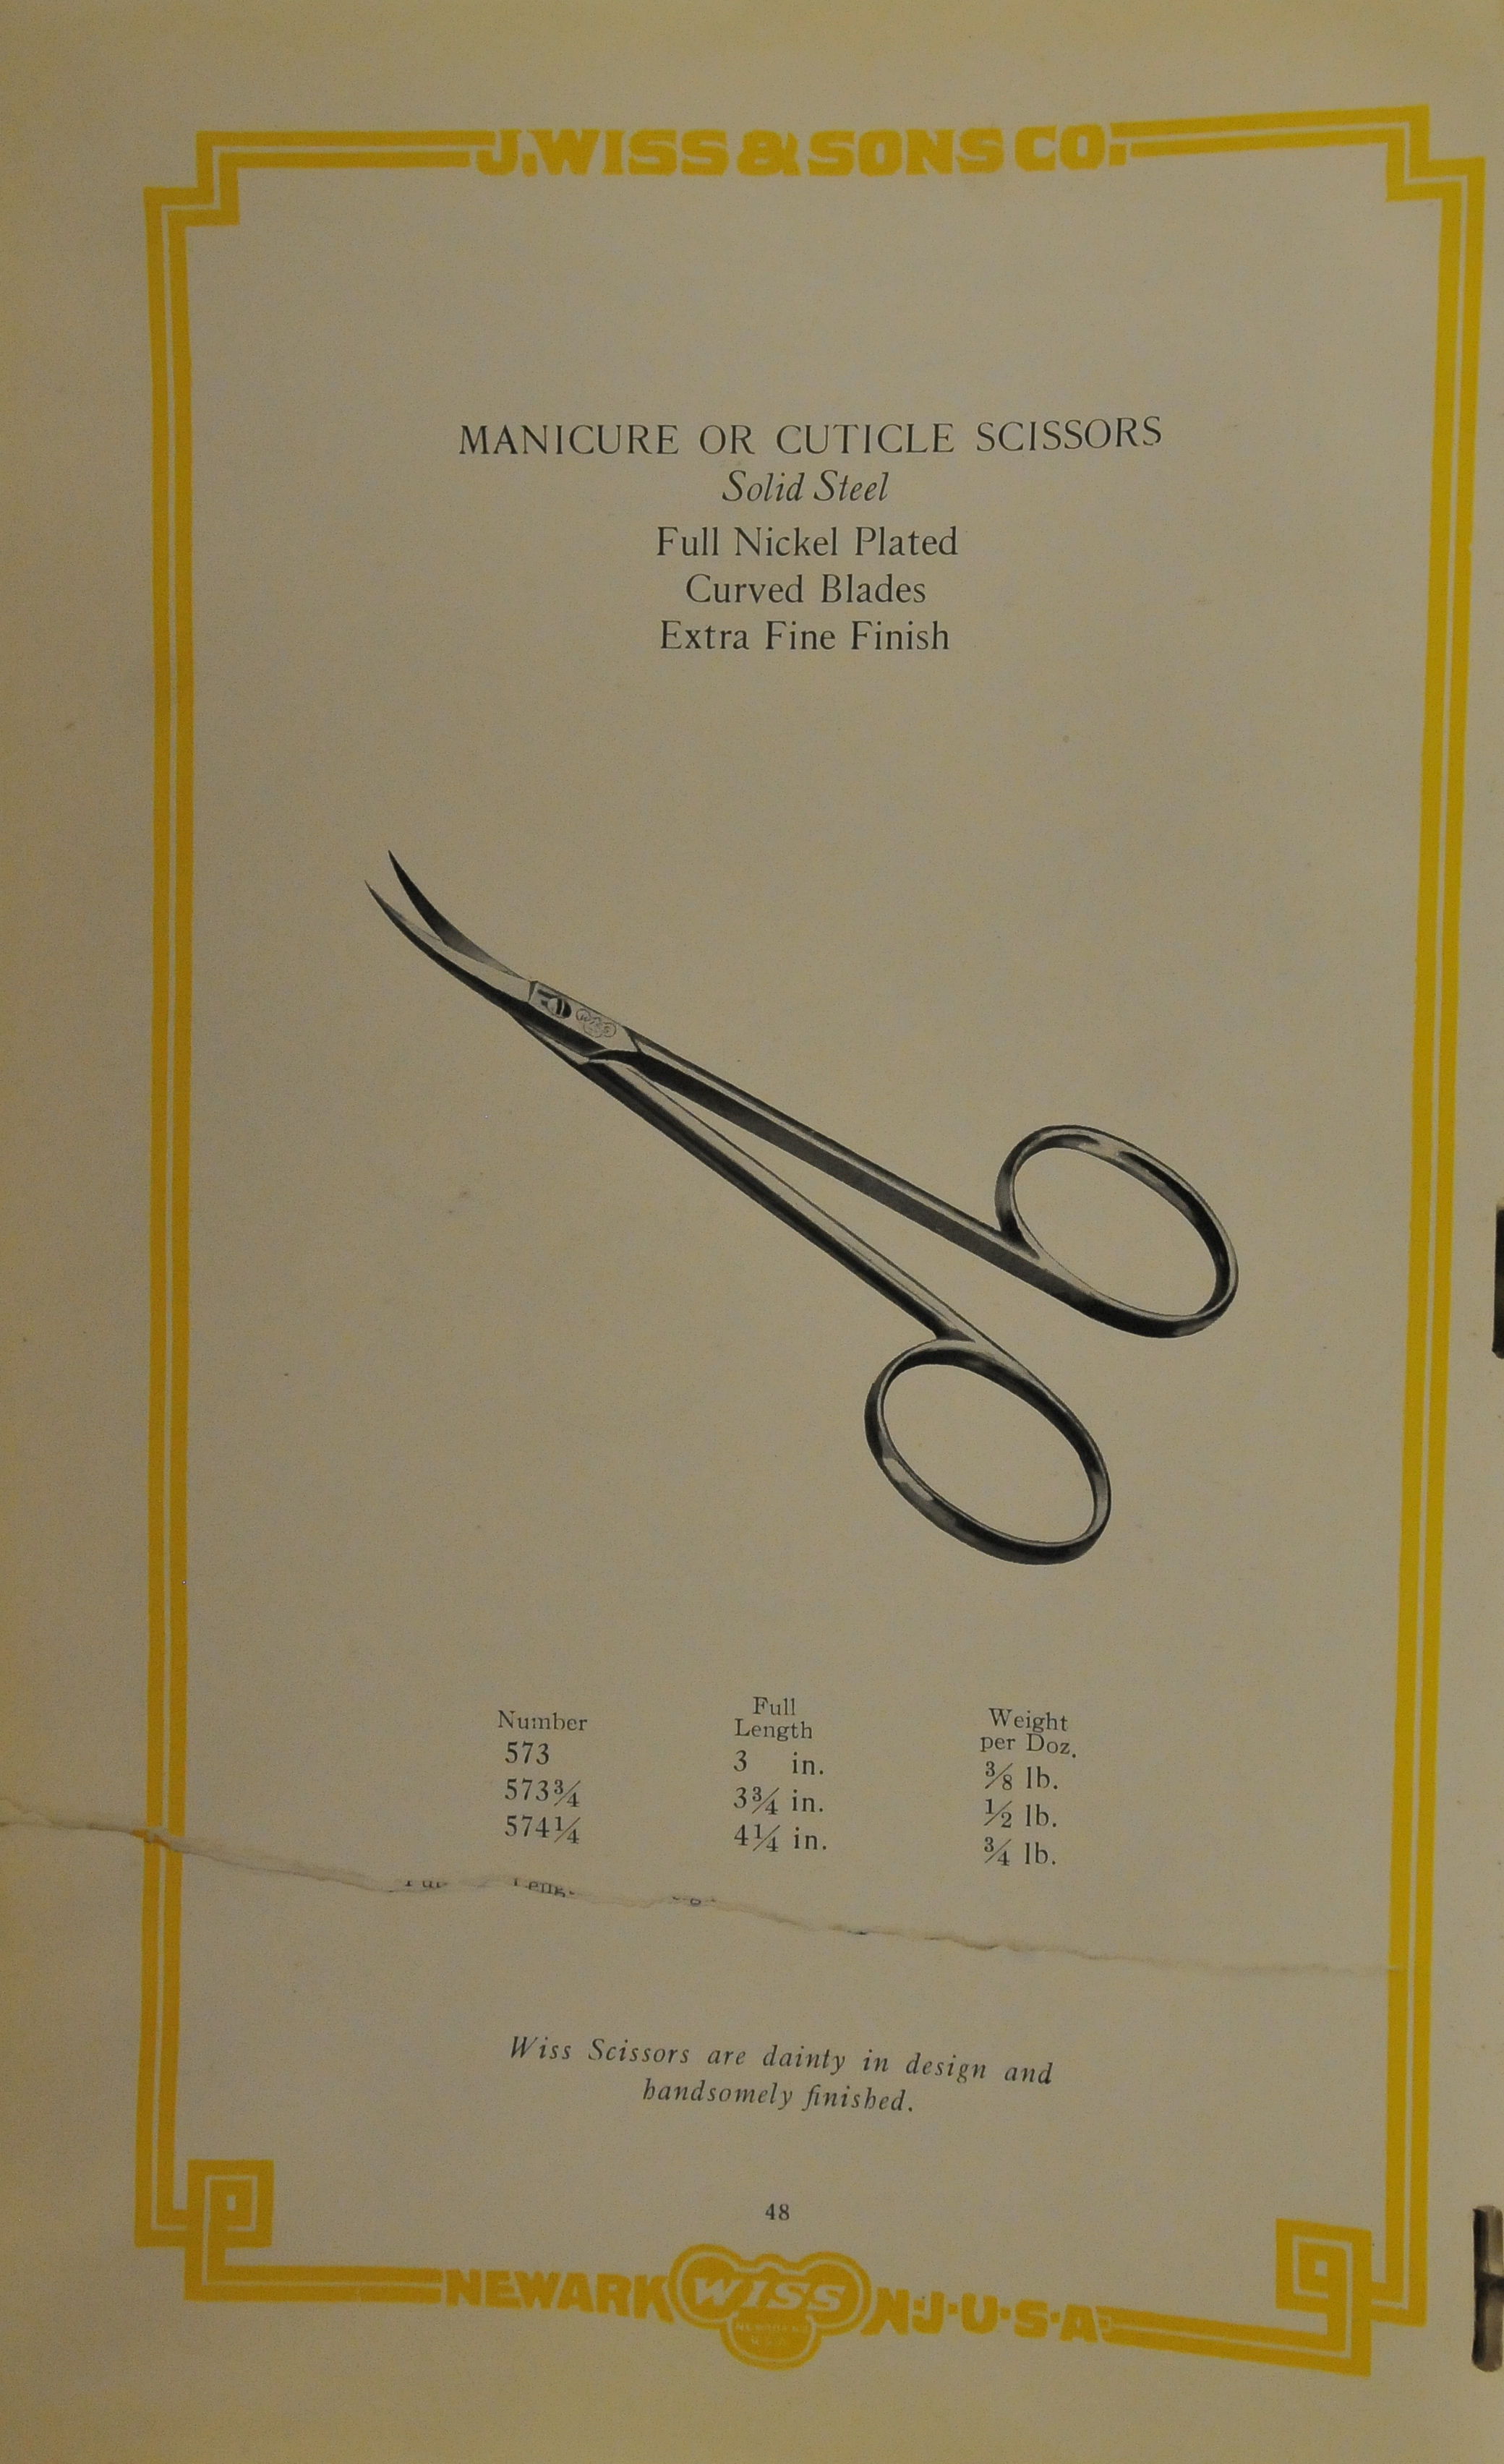 J. WISS & SONS CO.
MANICURE OR CUTICLE SCISSORS
Solid Steel
Full Nickel Plated
Curved Blades
Extra Fine Finish
WISS
Number Full Length Weight per Doz.
573 3 in. 3/8 lb.
573¾ 3¾ in. ½ lb.
574¼ 4¼ in. ¾ lb.
Wiss Scissors are dainty in design and
handsomely finished.
48
NEWARK WISS N·J·U·S·A